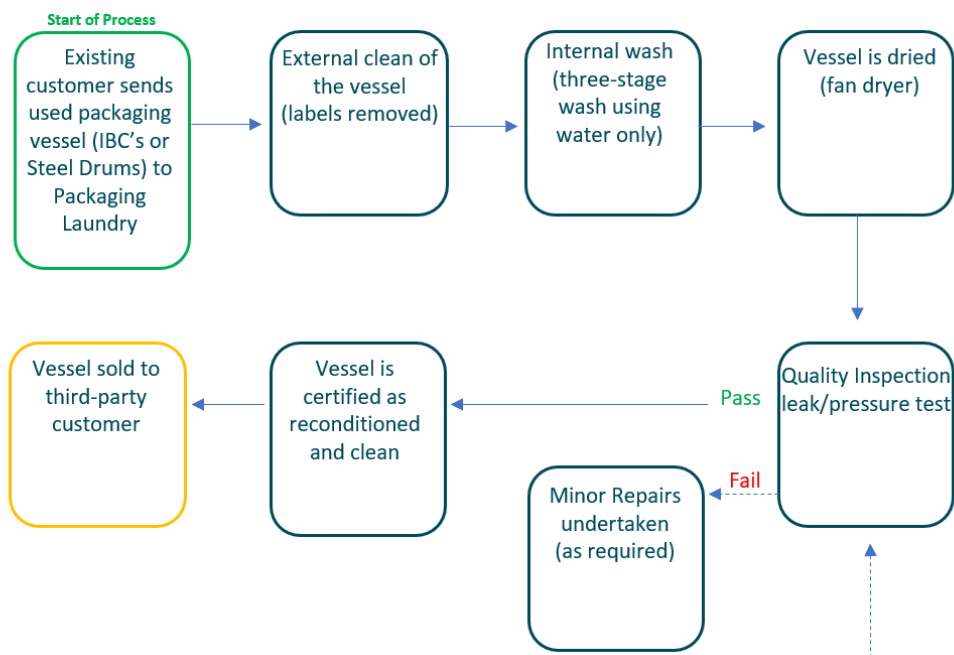 Start of Process
Existing
customer sends
used packaging
vessel (IBC's or
Steel Drums) to
Packaging
Laundry
External clean of
the vessel
(labels removed)
Internal wash
(three-stage
wash using
water only)
Vessel is dried
(fan dryer)
Vessel sold to
third-party
customer
Vessel is
certified as
reconditioned
and clean
Pass
Quality Inspection
leak/pressure test
Fail
Minor Repairs
undertaken
(as required)